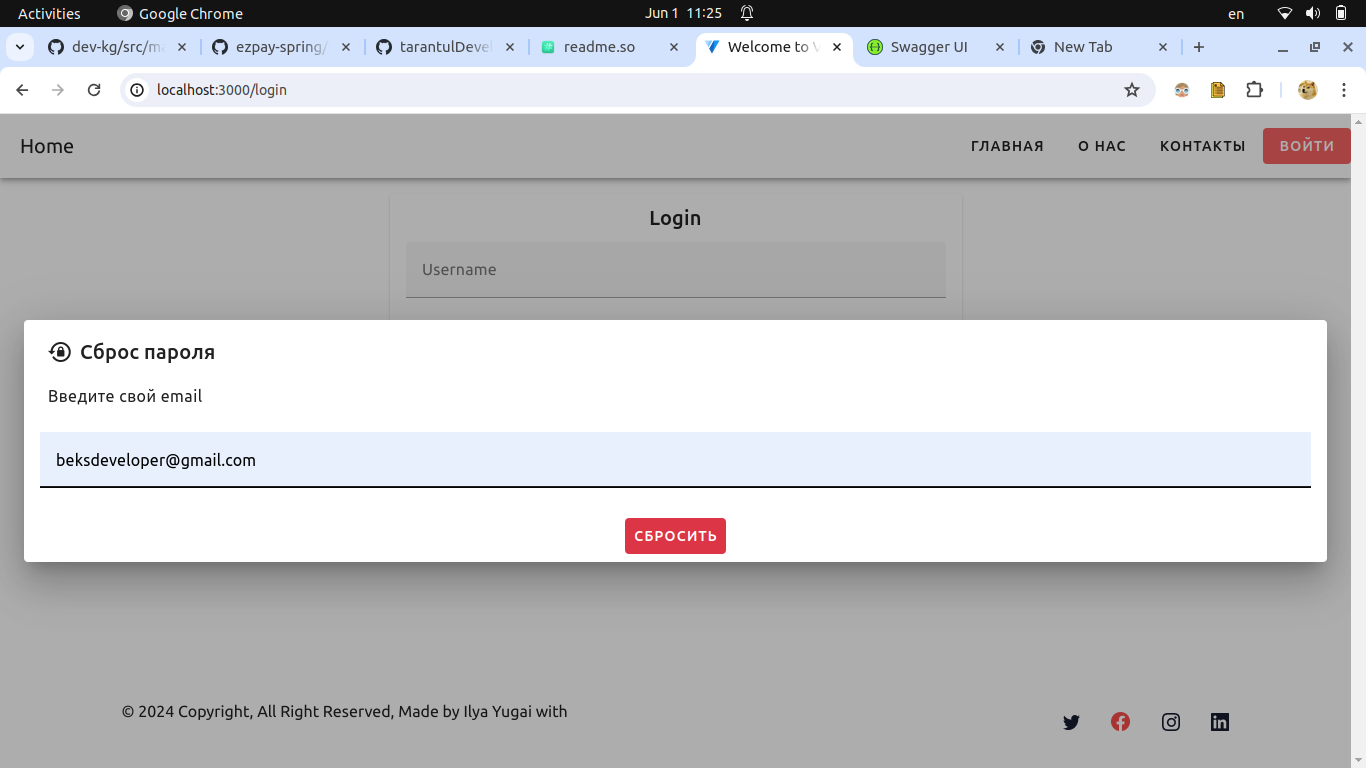 Activities Google Chrome Jun 1 11:25 en
dev-kg/src/ma ezpay-spring/ tarantulDevel readme.so Welcome to V Swagger UI New Tab
localhost:3000/login
Home ГЛАВНАЯ О НАС КОНТАКТЫ ВОЙТИ
Login
Username
Сброс пароля
Введите свой email
beksdeveloper@gmail.com
СБРОСИТЬ
© 2024 Copyright, All Right Reserved, Made by Ilya Yugai with